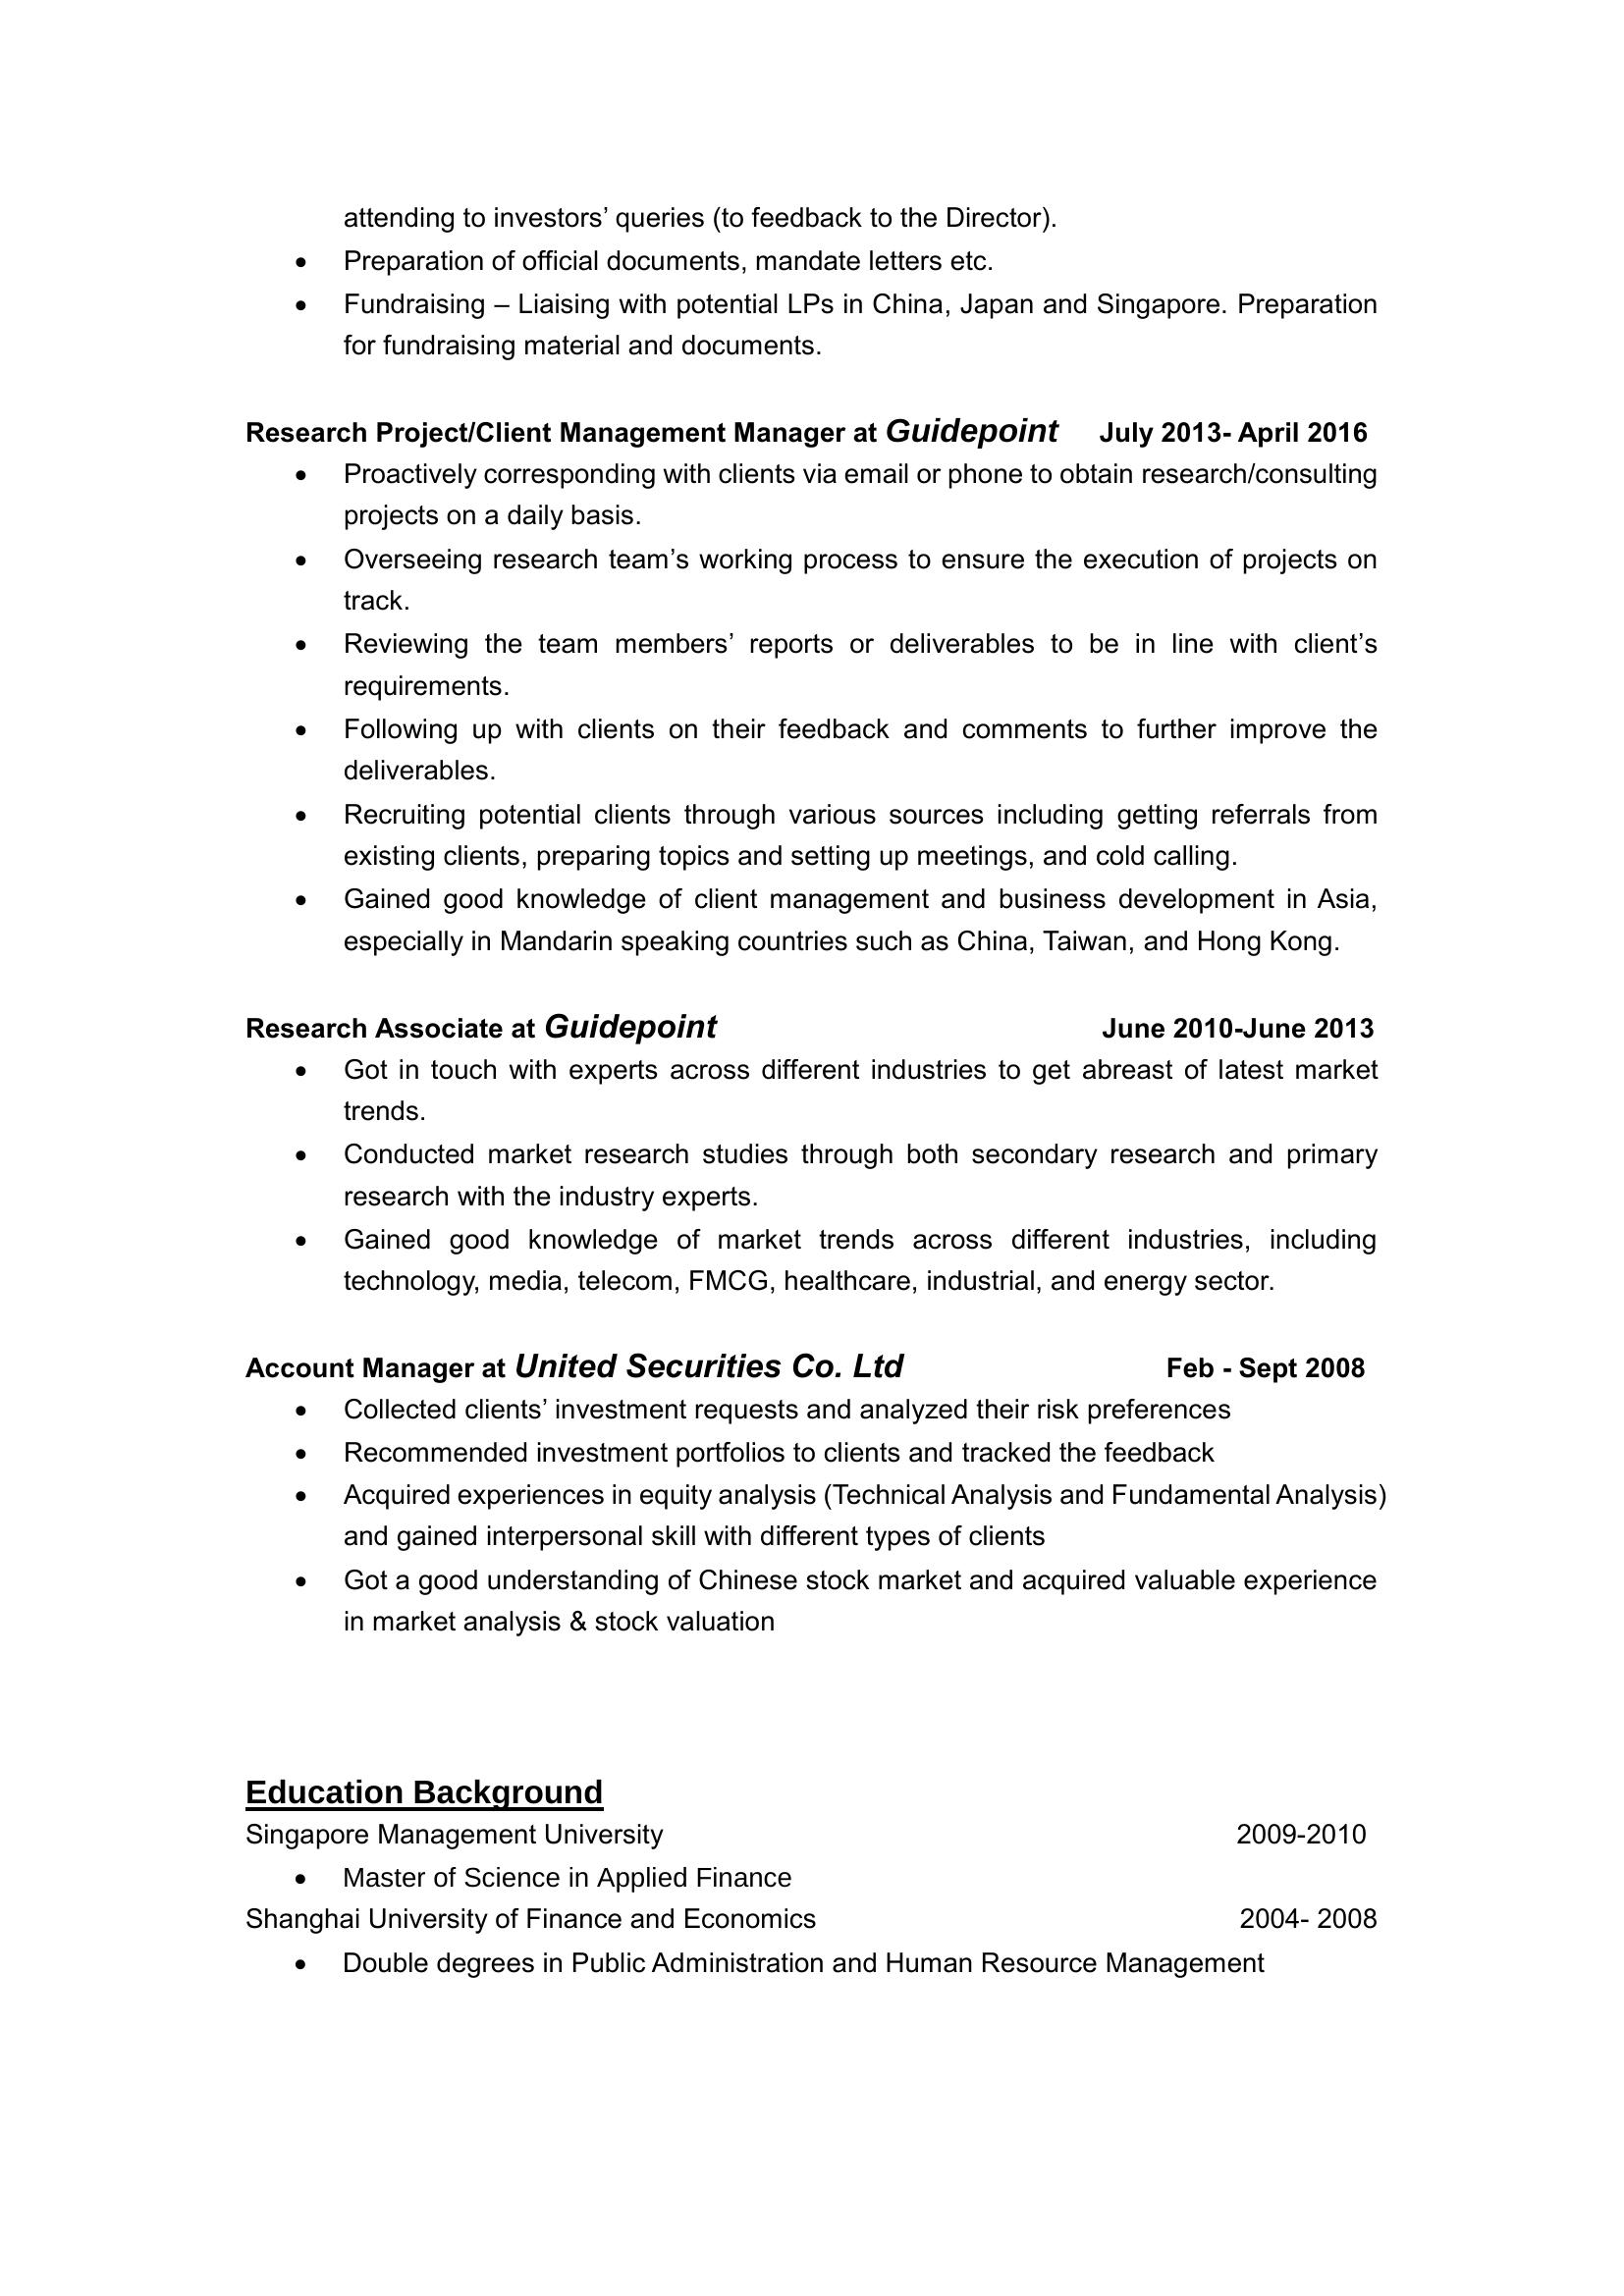 attending to investors’ queries (to feedback to the Director).
• Preparation of official documents, mandate letters etc.
• Fundraising – Liaising with potential LPs in China, Japan and Singapore. Preparation
for fundraising material and documents.
Research Project/Client Management Manager at Guidepoint July 2013- April 2016
• Proactively corresponding with clients via email or phone to obtain research/consulting
projects on a daily basis.
• Overseeing research team’s working process to ensure the execution of projects on
track.
• Reviewing the team members’ reports or deliverables to be in line with client’s
requirements.
• Following up with clients on their feedback and comments to further improve the
deliverables.
• Recruiting potential clients through various sources including getting referrals from
existing clients, preparing topics and setting up meetings, and cold calling.
• Gained good knowledge of client management and business development in Asia,
especially in Mandarin speaking countries such as China, Taiwan, and Hong Kong.
Research Associate at Guidepoint June 2010-June 2013
• Got in touch with experts across different industries to get abreast of latest market
trends.
• Conducted market research studies through both secondary research and primary
research with the industry experts.
• Gained good knowledge of market trends across different industries, including
technology, media, telecom, FMCG, healthcare, industrial, and energy sector.
Account Manager at United Securities Co. Ltd Feb - Sept 2008
• Collected clients’ investment requests and analyzed their risk preferences
• Recommended investment portfolios to clients and tracked the feedback
• Acquired experiences in equity analysis (Technical Analysis and Fundamental Analysis)
and gained interpersonal skill with different types of clients
• Got a good understanding of Chinese stock market and acquired valuable experience
in market analysis & stock valuation
Education Background
Singapore Management University 2009-2010
• Master of Science in Applied Finance
Shanghai University of Finance and Economics 2004- 2008
• Double degrees in Public Administration and Human Resource Management